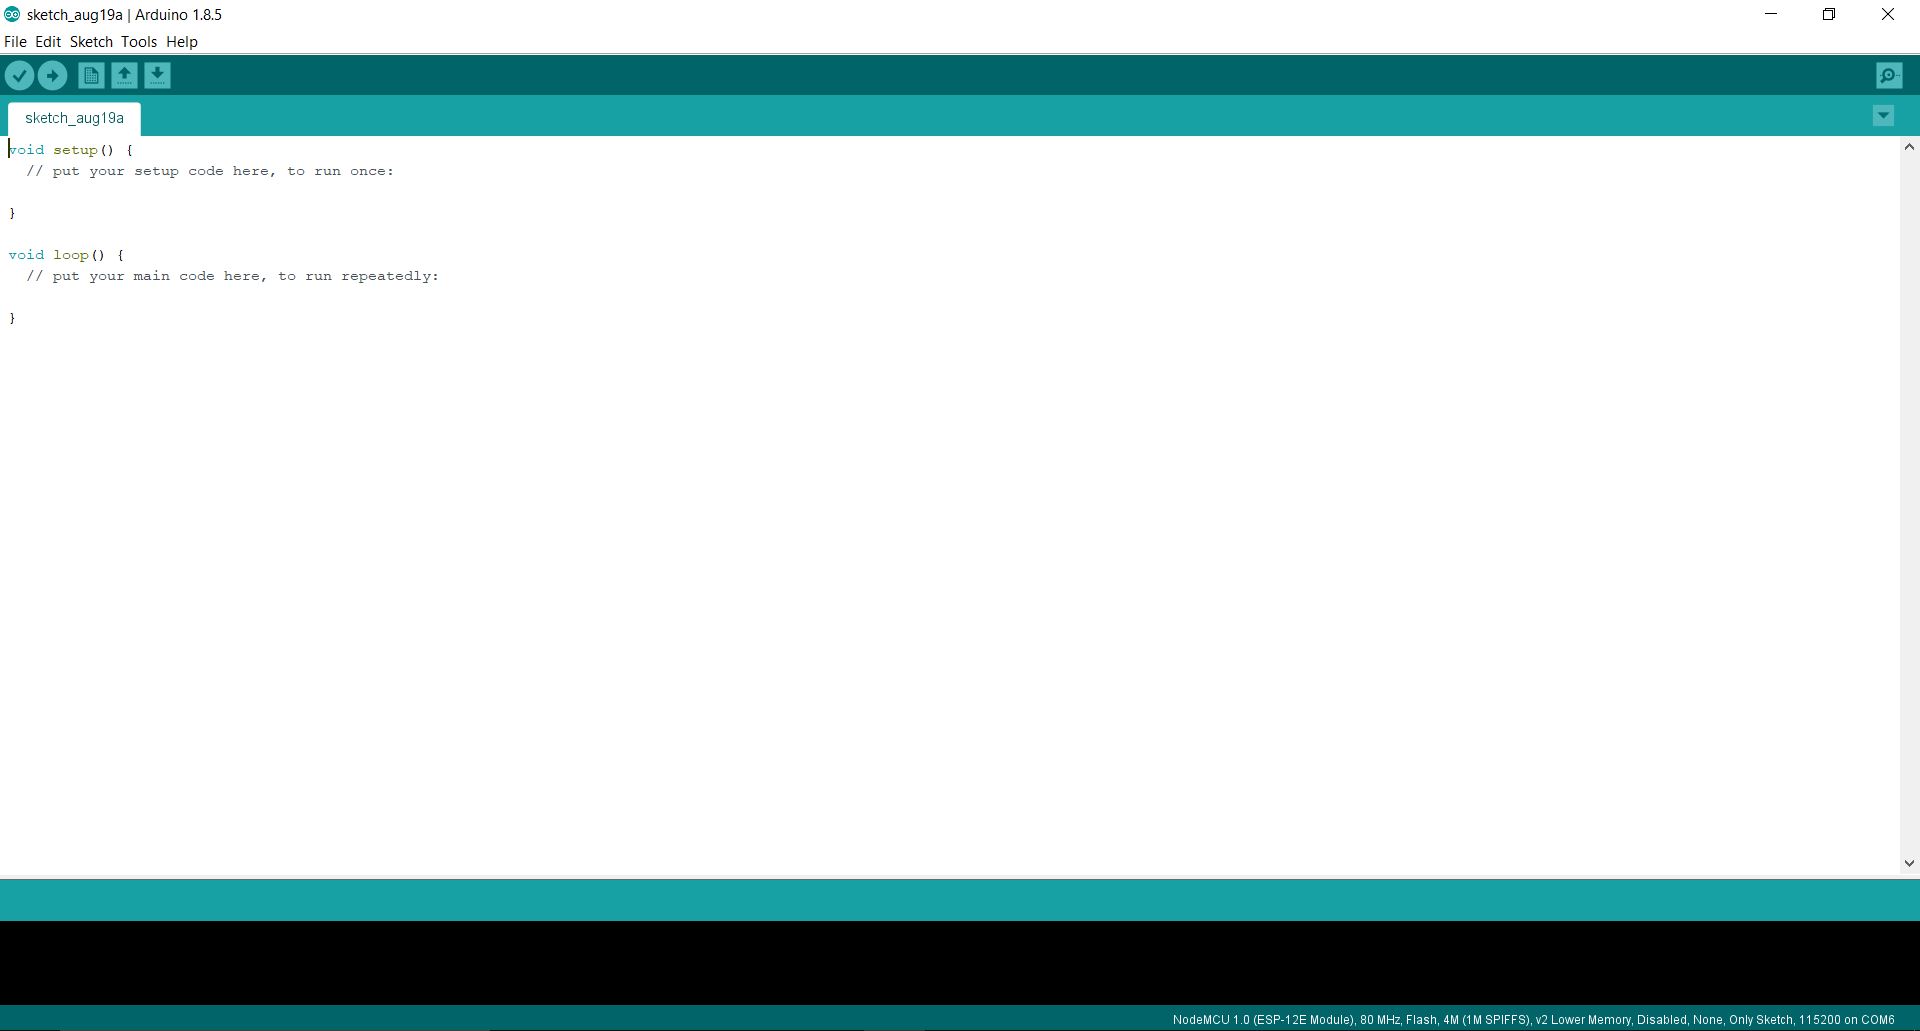 sketch_aug19a | Arduino 1.8.5
File Edit Sketch Tools Help
sketch_aug19a
void setup() {
  // put your setup code here, to run once:
}
void loop() {
  // put your main code here, to run repeatedly:
}
NodeMCU 1.0 (ESP-12E Module), 80 MHz, Flash, 4M (1M SPIFFS), v2 Lower Memory, Disabled, None, Only Sketch, 115200 on COM6